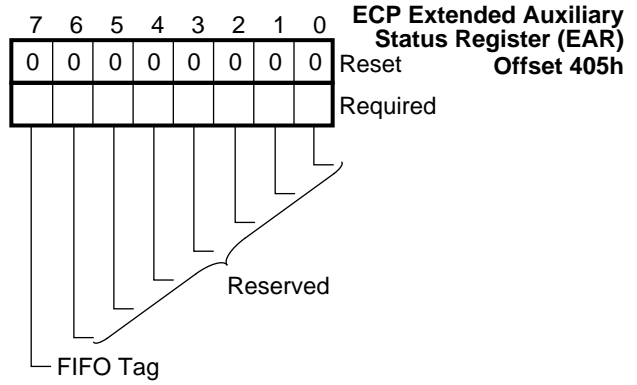 ECP Extended Auxiliary
Status Register (EAR)
Offset 405h
7 6 5 4 3 2 1 0
0 0 0 0 0 0 0 0 Reset
Required
Reserved
FIFO Tag